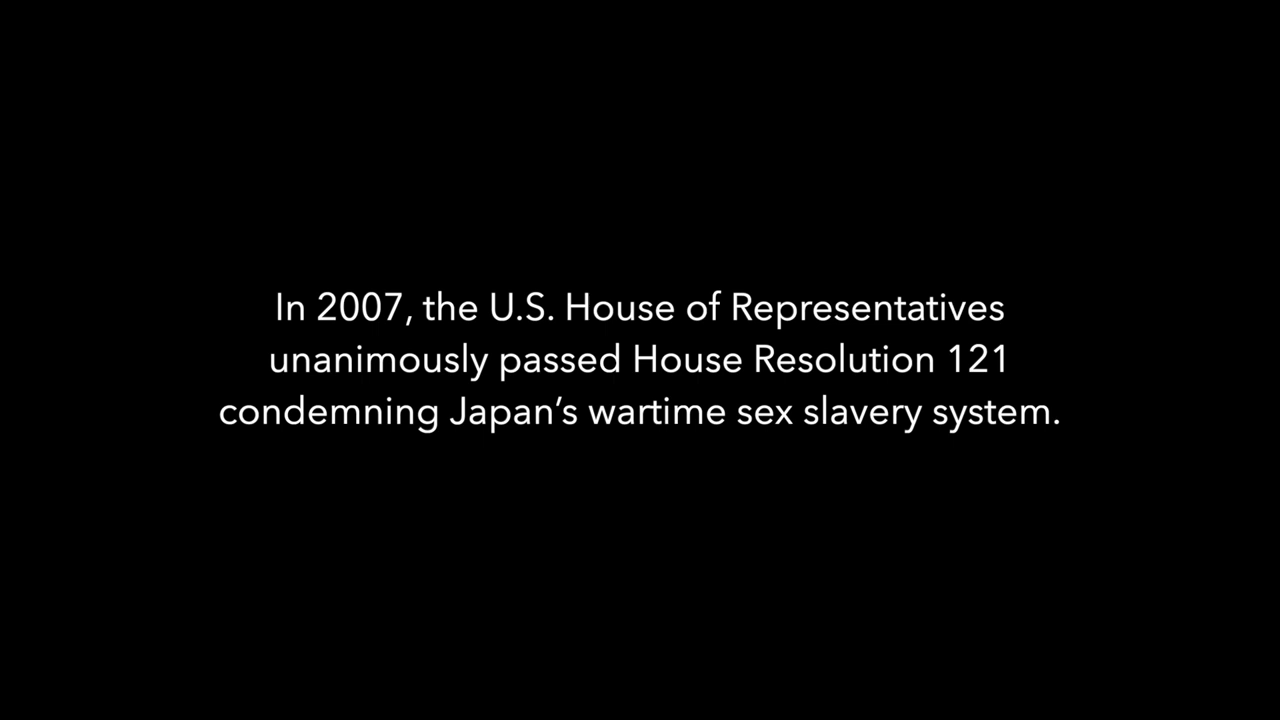 In 2007, the U.S. House of Representatives
unanimously passed House Resolution 121
condemning Japan’s wartime sex slavery system.